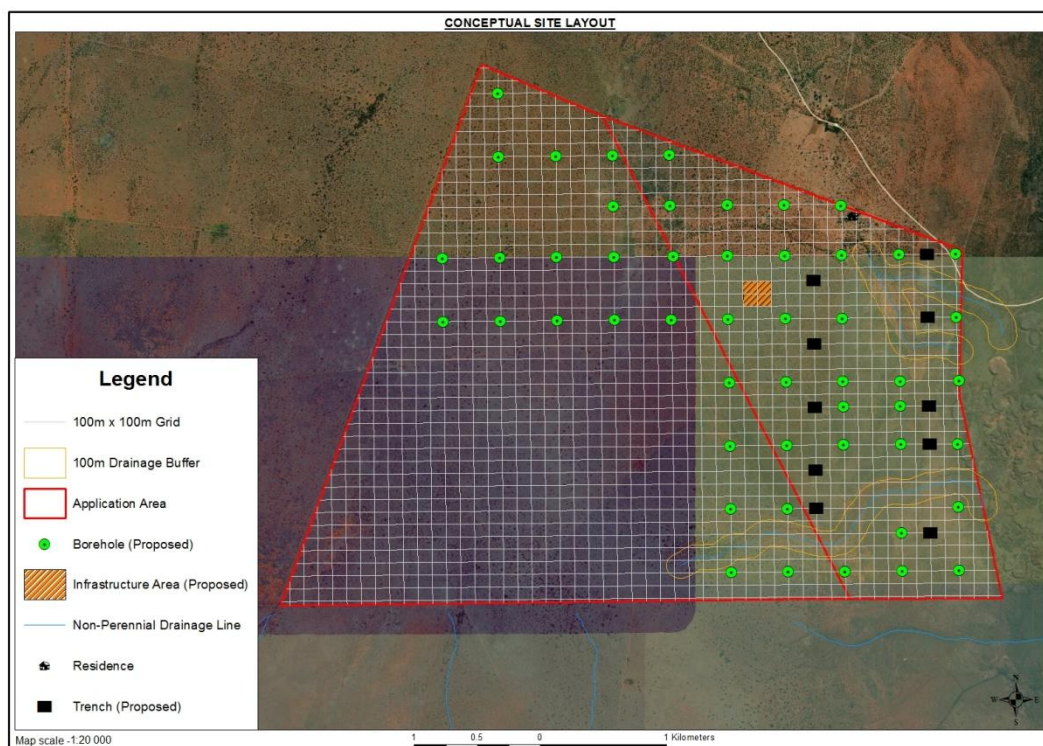 CONCEPTUAL SITE LAYOUT
Legend
100m x 100m Grid
100m Drainage Buffer
Application Area
Borehole (Proposed)
Infrastructure Area (Proposed)
Non-Perennial Drainage Line
Residence
Trench (Proposed)
N
W E
S
Map scale -1:20 000
1 0.5 0 1 Kilometers